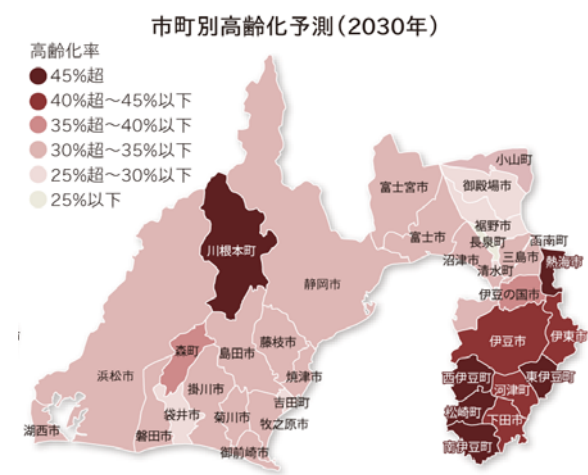 市町別高齢化予測（2030年）
高齢化率
45%超
40%超～45%以下
35%超～40%以下
30%超～35%以下
25%超～30%以下
25%以下
小山町
御殿場市
富士宮市
裾野市
富士市
長泉町
函南町
沼津市
三島市
熱海市
清水町
川根本町
静岡市
伊豆の国市
伊豆市
伊東市
森町
島田市
藤枝市
浜松市
掛川市
焼津市
西伊豆町
東伊豆町
河津町
吉田町
袋井市
菊川市
牧之原市
松崎町
下田市
湖西市
磐田市
御前崎市
南伊豆町